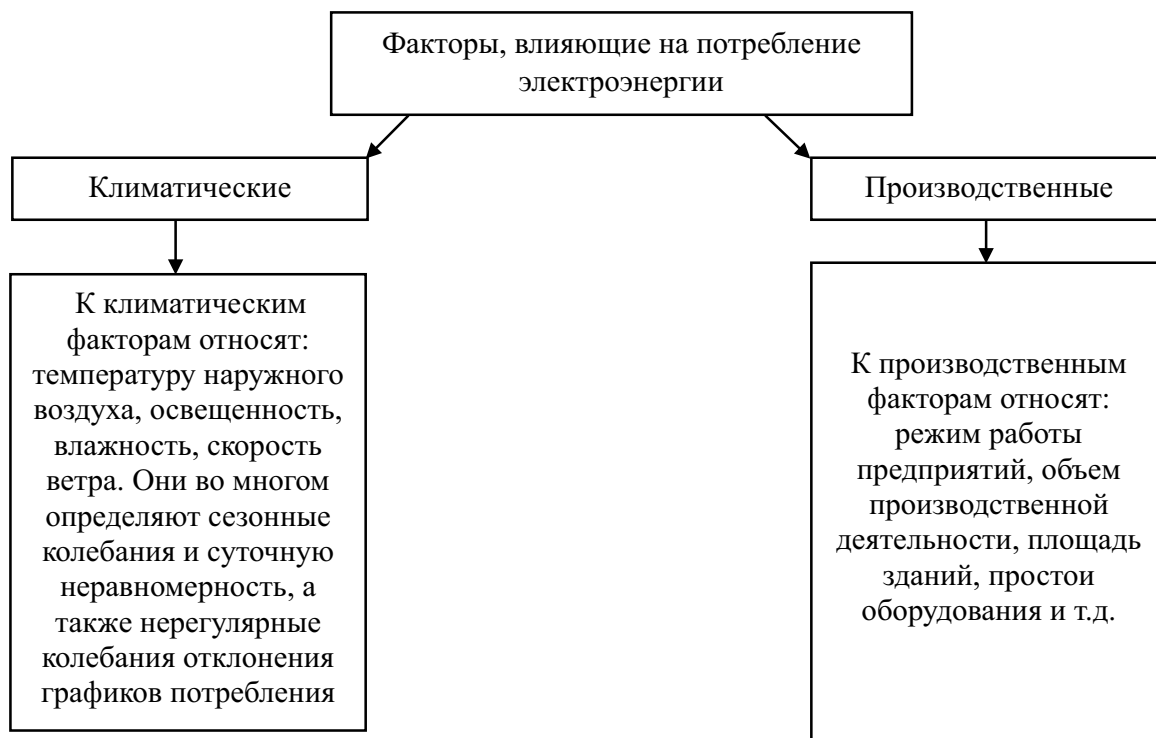 Факторы, влияющие на потребление
электроэнергии
Климатические
Производственные
К климатическим
факторам относят:
температуру наружного
воздуха, освещенность,
влажность, скорость
ветра. Они во многом
определяют сезонные
колебания и суточную
неравномерность, а
также нерегулярные
колебания отклонения
графиков потребления
К производственным
факторам относят:
режим работы
предприятий, объем
производственной
деятельности, площадь
зданий, простои
оборудования и т.д.